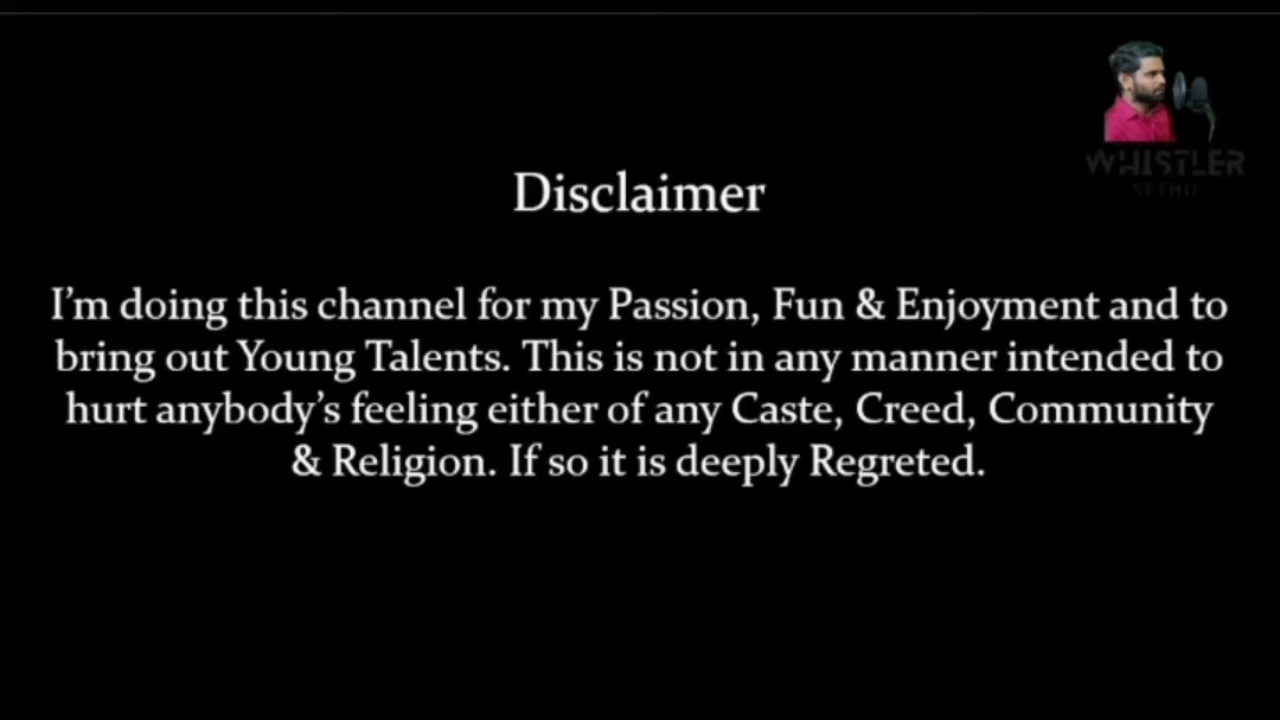 WHISTLER
SETHU
Disclaimer
I’m doing this channel for my Passion, Fun & Enjoyment and to
bring out Young Talents. This is not in any manner intended to
hurt anybody’s feeling either of any Caste, Creed, Community
& Religion. If so it is deeply Regreted.